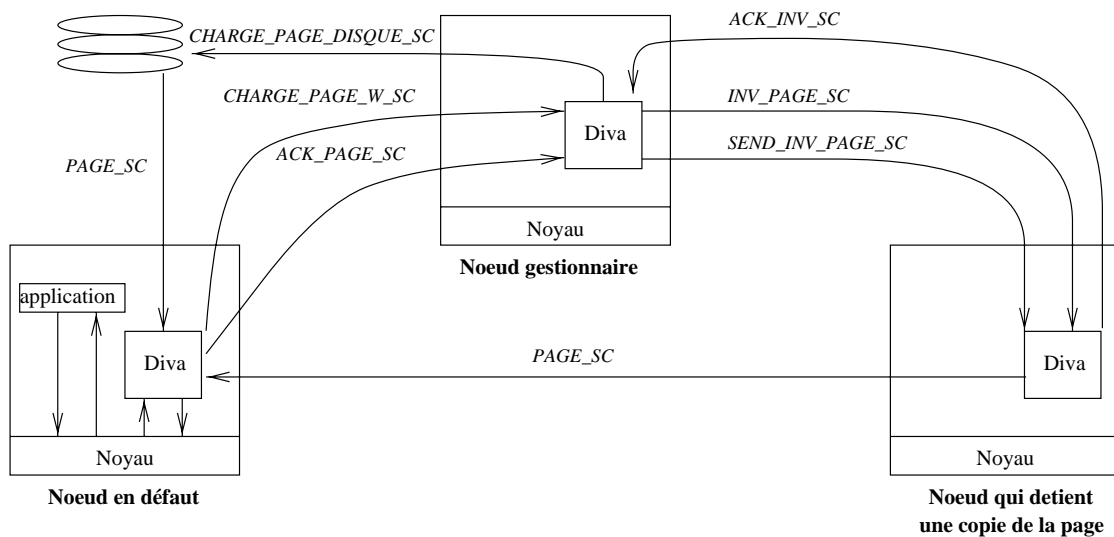 ACK_INV_SC
CHARGE_PAGE_DISQUE_SC
CHARGE_PAGE_W_SC
INV_PAGE_SC
Diva
ACK_PAGE_SC
SEND_INV_PAGE_SC
PAGE_SC
Noyau
Noeud gestionnaire
application
Diva
PAGE_SC
Diva
Noyau
Noyau
Noeud en défaut
Noeud qui detient
une copie de la page